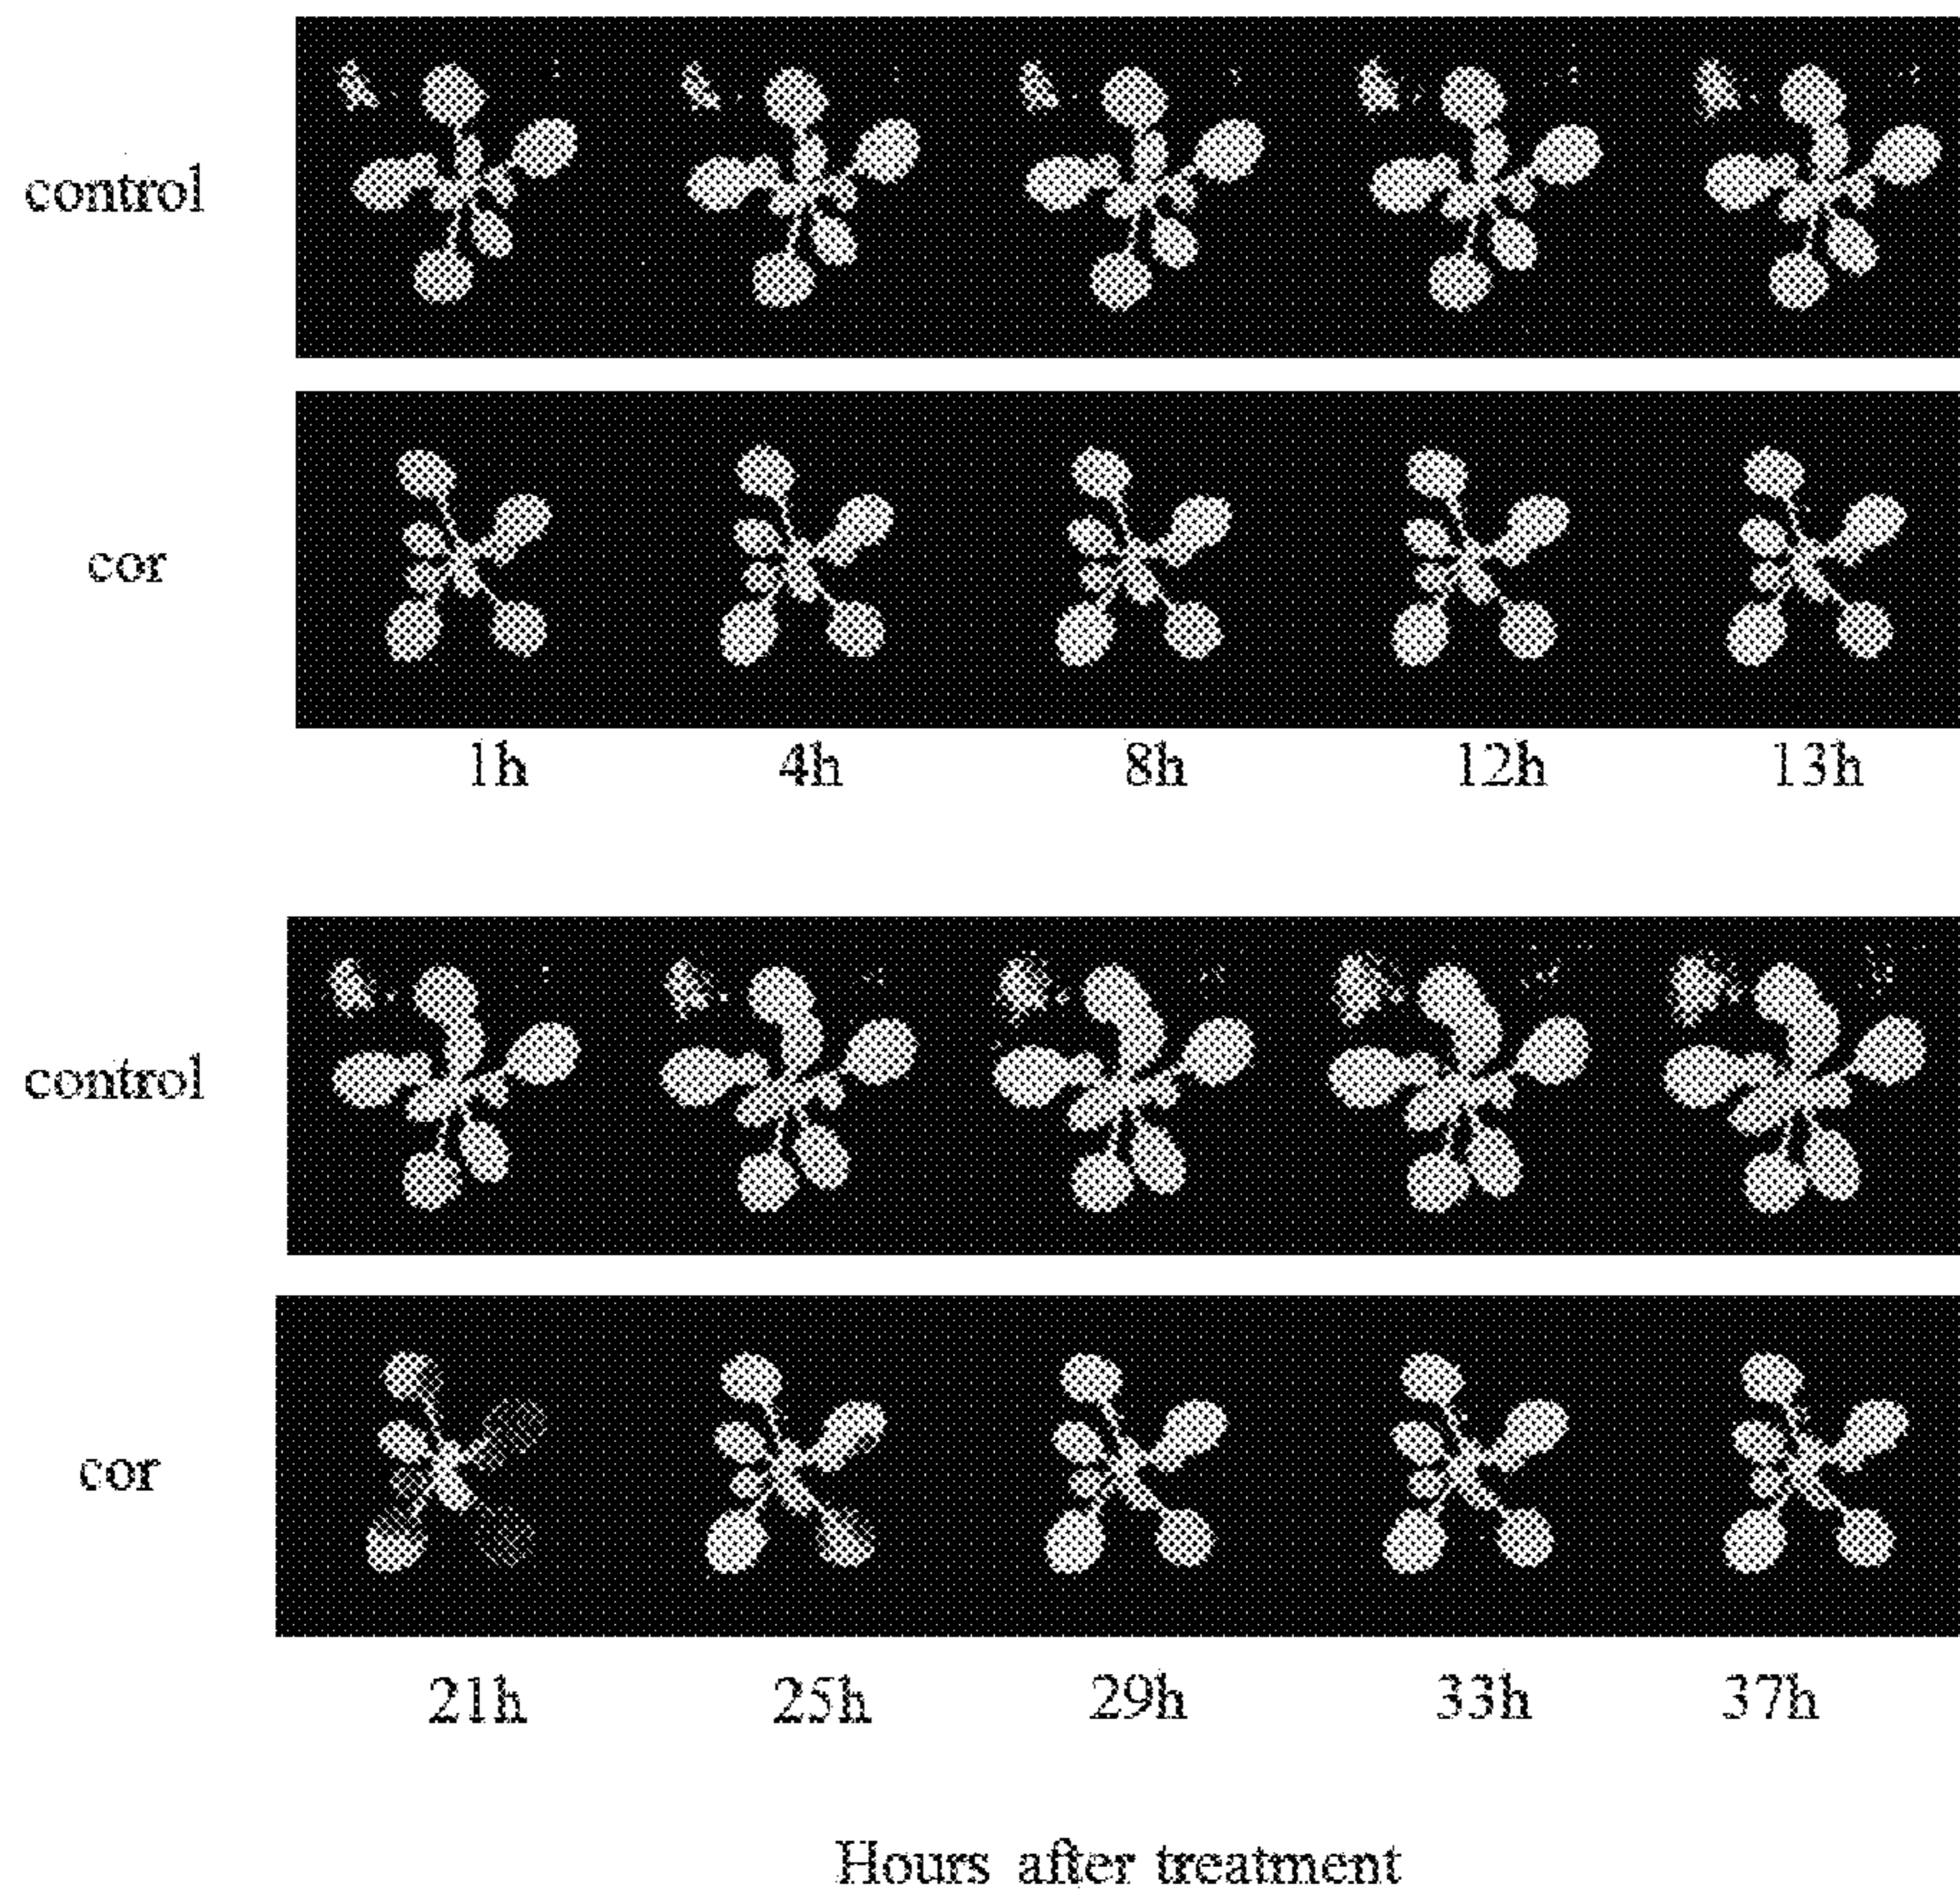 control
cor
1h 4h 8h 12h 13h
control
cor
21h 25h 29h 33h 37h
Hours after treatment